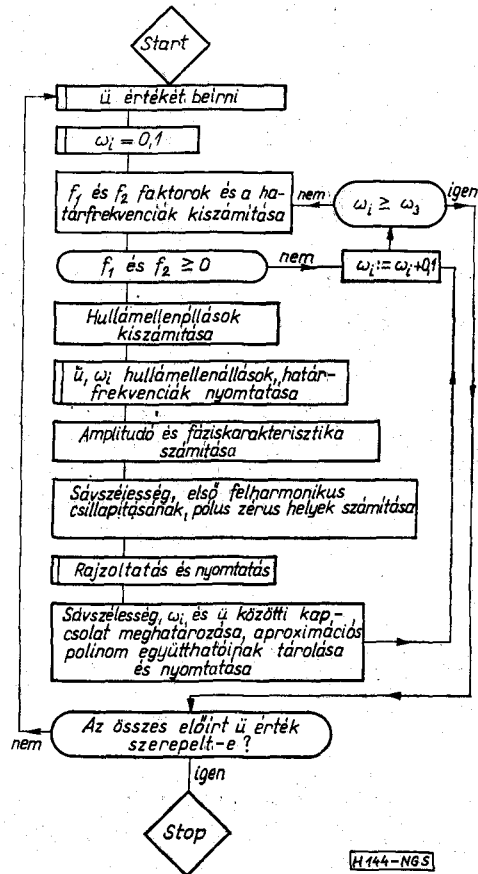 Start
ü értékét beírni
ωi = 0,1
f1 és f2 faktorok és a ha-
tárfrekvenciák kiszámítása
nem
ωi ≥ ω3
igen
f1 és f2 ≥ 0
nem
ωi := ωi+0,1
Hullámellenállások
kiszámítása
ü, ωi hullámellenállások, határ-
frekvenciák nyomtatása
Amplitudó és fáziskarakterisztika
számítása
Sávszélesség, első felharmonikus
csillapításának, pólus zérus helyek számítása
Rajzoltatás és nyomtatás
Sávszélesség, ωi és ü közötti kap-
csolat meghatározása, aproximációs
polinom együtthatóinak tárolása
és nyomtatása
Az összes előírt ü érték
szerepelt-e ?
nem
igen
Stop
H144-NGS